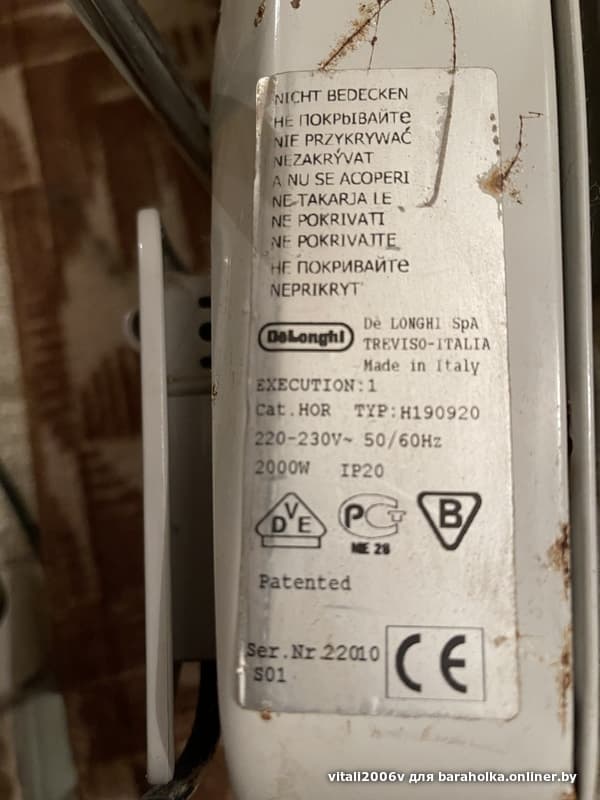 NICHT BEDECKEN
НЕ ПОКРЫВАЙТе
NIE PRZYKRYWAĆ
NEZAKRÝVAT
A NU SE ACOPERI
NE TAKARJA LE
NE POKRIVATI
NE POKRIVAJTE
НЕ ПОКРИВАЙТе
NEPRIKRYT'
DeLonghi
Dè LONGHI SpA
TREVISO-ITALIA
Made in Italy
EXECUTION:1
Cat.HOR TYP:H190920
220-230V~ 50/60Hz
2000W IP20
DVE PCT B
ME 28
Patented
Ser.Nr.22010
S01
CE
vitali2006v для baraholka.onliner.by